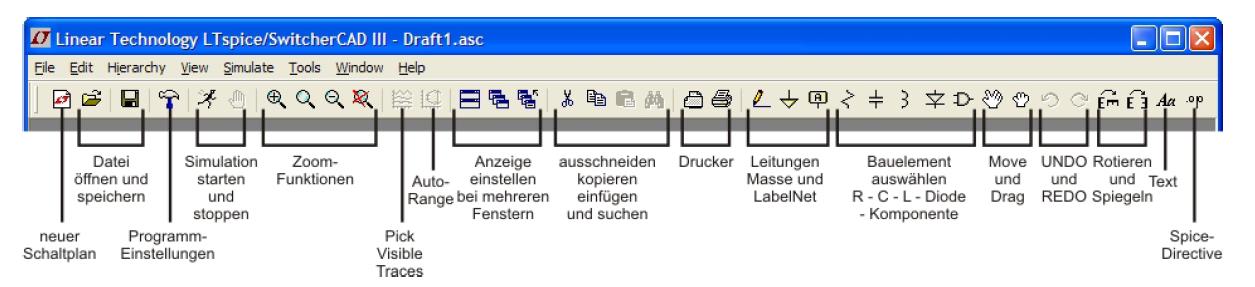 Linear Technology LTspice/SwitcherCAD III - Draft1.asc
File Edit Hierarchy View Simulate Tools Window Help
Aa .op
Datei
öffnen und
speichern
Simulation
starten
und
stoppen
Zoom-
Funktionen
Auto-
Range
Anzeige
einstellen
bei mehreren
Fenstern
ausschneiden
kopieren
einfügen
und suchen
Drucker
Leitungen
Masse und
LabelNet
Bauelement
auswählen
R - C - L - Diode
- Komponente
Move
und
Drag
UNDO
und
REDO
Rotieren
und
Spiegeln
Text
neuer
Schaltplan
Programm-
Einstellungen
Pick
Visible
Traces
Spice-
Directive